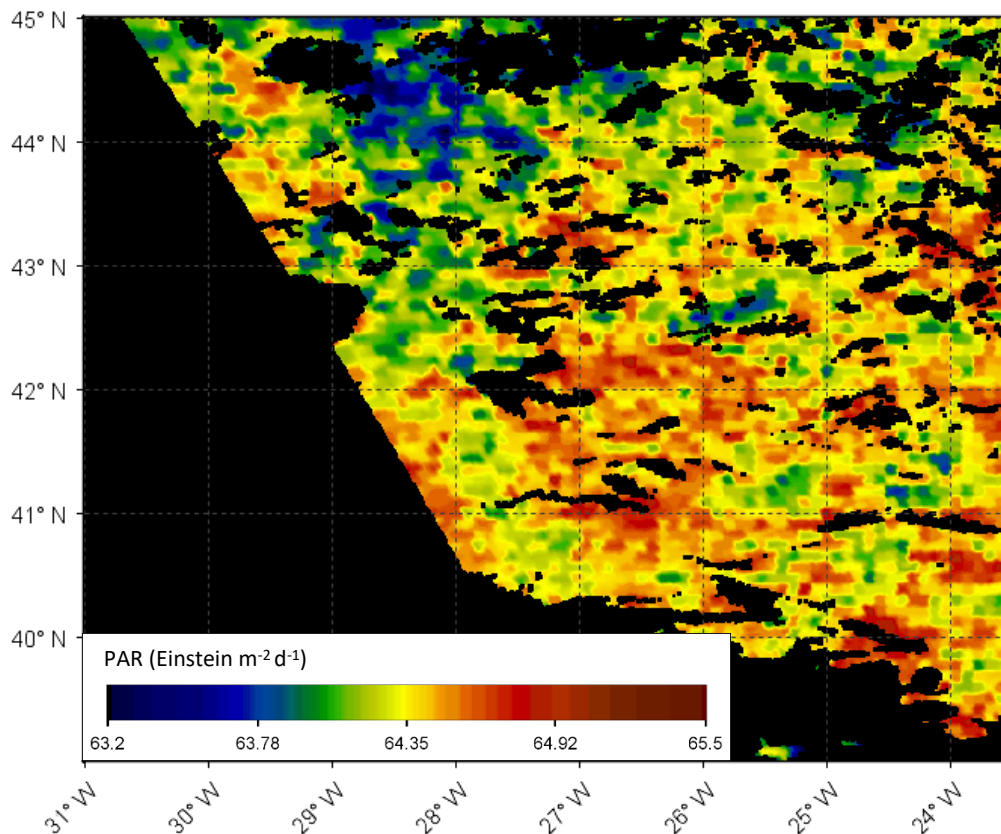 45° N
44° N
43° N
42° N
41° N
40° N
PAR (Einstein m⁻² d⁻¹)
63.2 63.78 64.35 64.92 65.5
31° W 30° W 29° W 28° W 27° W 26° W 25° W 24° W